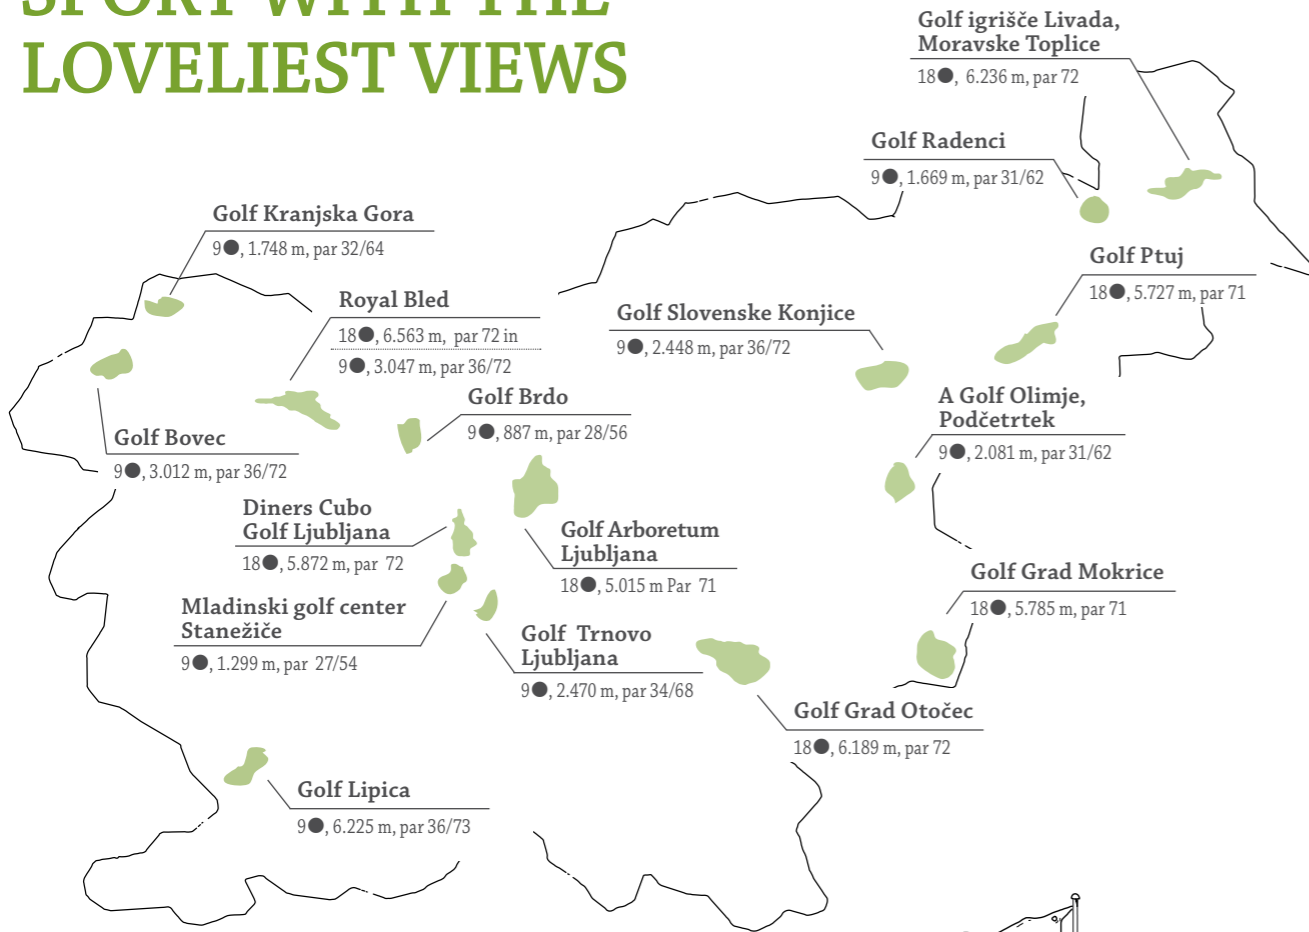 SPORT WITH THE
LOVELIEST VIEWS
Golf igrišče Livada,
Moravske Toplice
18●, 6.236 m, par 72
Golf Radenci
9●, 1.669 m, par 31/62
Golf Kranjska Gora
9●, 1.748 m, par 32/64
Golf Ptuj
18●, 5.727 m, par 71
Royal Bled
18●, 6.563 m, par 72 in
9●, 3.047 m, par 36/72
Golf Slovenske Konjice
9●, 2.448 m, par 36/72
Golf Brdo
9●, 887 m, par 28/56
A Golf Olimje,
Podčetrtek
9●, 2.081 m, par 31/62
Golf Bovec
9●, 3.012 m, par 36/72
Diners Cubo
Golf Ljubljana
18●, 5.872 m, par 72
Golf Arboretum
Ljubljana
18●, 5.015 m Par 71
Golf Grad Mokrice
18●, 5.785 m, par 71
Mladinski golf center
Stanežiče
9●, 1.299 m, par 27/54
Golf Trnovo
Ljubljana
9●, 2.470 m, par 34/68
Golf Grad Otočec
18●, 6.189 m, par 72
Golf Lipica
9●, 6.225 m, par 36/73